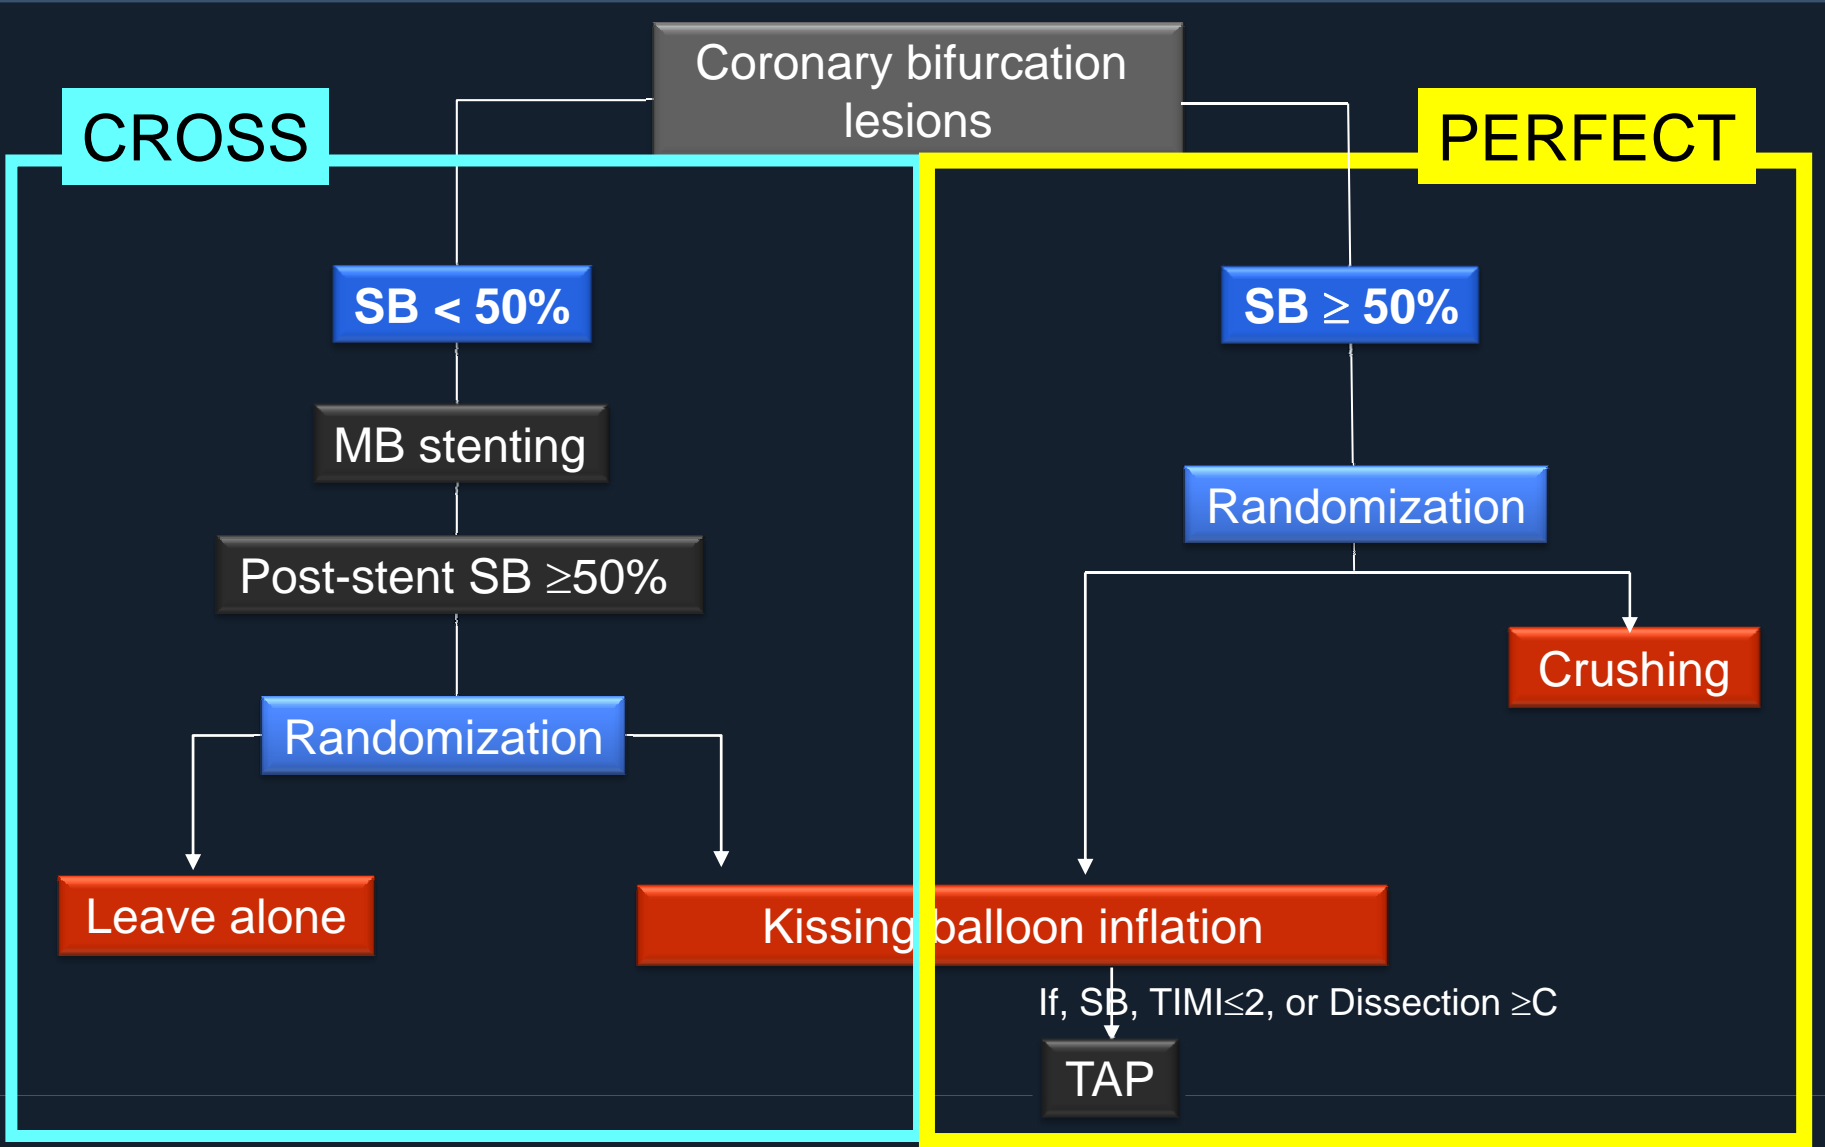 Coronary bifurcation
lesions
CROSS
PERFECT
SB < 50%
SB ≥ 50%
MB stenting
Randomization
Post-stent SB ≥50%
Crushing
Randomization
Leave alone
Kissing balloon inflation
If, SB, TIMI≤2, or Dissection ≥C
TAP